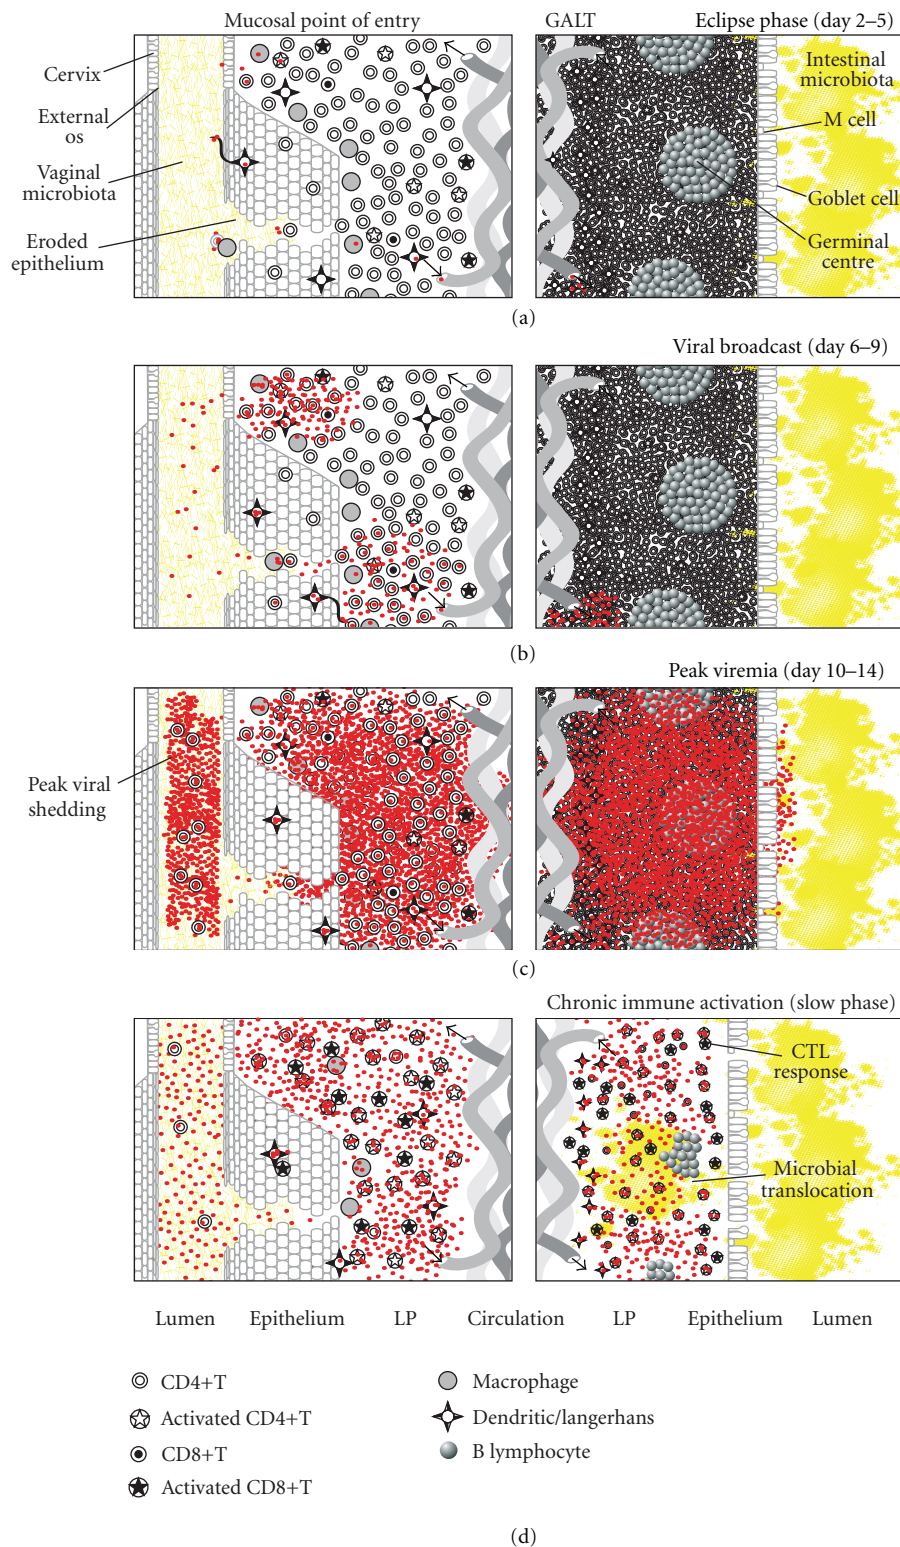 Mucosal point of entry
GALT
Eclipse phase (day 2–5)
Cervix
External
os
Vaginal
microbiota
Eroded
epithelium
Intestinal
microbiota
M cell
Goblet cell
Germinal
centre
(a)
Viral broadcast (day 6–9)
(b)
Peak viremia (day 10–14)
Peak viral
shedding
(c)
Chronic immune activation (slow phase)
CTL
response
Microbial
translocation
Lumen
Epithelium
LP
Circulation
LP
Epithelium
Lumen
CD4+T
Activated CD4+T
CD8+T
Activated CD8+T
Macrophage
Dendritic/langerhans
B lymphocyte
(d)